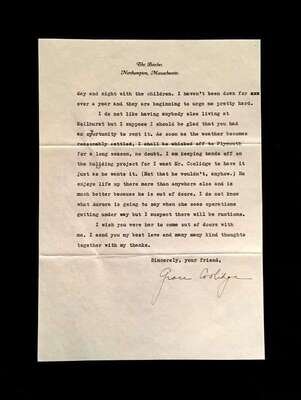 The Beeches
Northampton, Massachusetts
day and night with the children. I haven't been down for xxx
over a year and they are beginning to urge me pretty hard.
I do not like having anybody else living at
Wellhurst but I suppose I should be glad that you had
an opportunity to rent it. As soon as the weather becomes
reasonably settled, I shall be whisked off to Plymouth
for a long season, no doubt. I am keeping hands off on
the building project for I want Mr. Coolidge to have it
just as he wants it. (Not that he wouldn't, anyhow.) He
enjoys life up there more than anywhere else and is
much better because he is out of doors. I do not know
what Aurora is going to say when she sees operations
getting under way but I suspect there will be ructions.
I wish you were her to come out of doors with
me. I send you my best love and many many kind thoughts
together with my thanks.
Sincerely, your friend,
Grace Coolidge